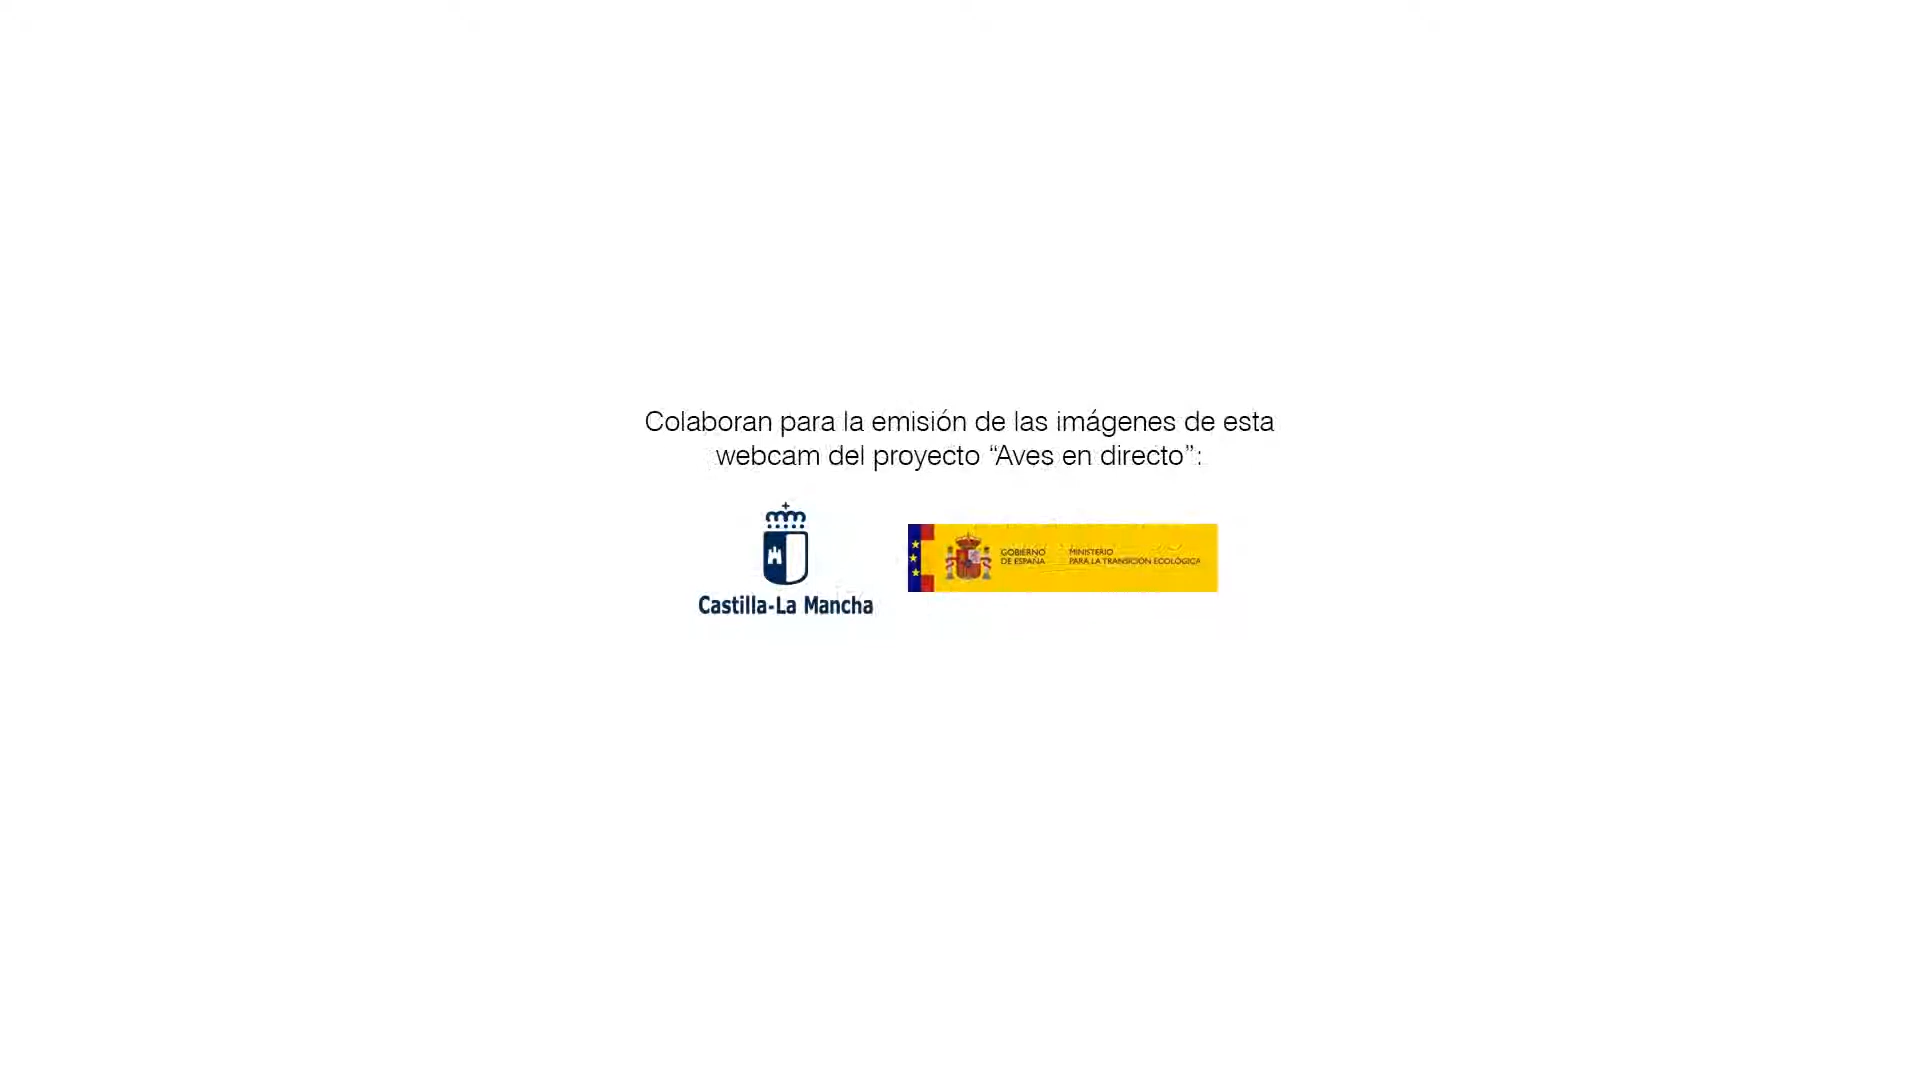 Colaboran para la emisión de las imágenes de esta
webcam del proyecto “Aves en directo”:
Castilla-La Mancha
GOBIERNO
DE ESPAÑA
MINISTERIO
PARA LA TRANSICIÓN ECOLÓGICA